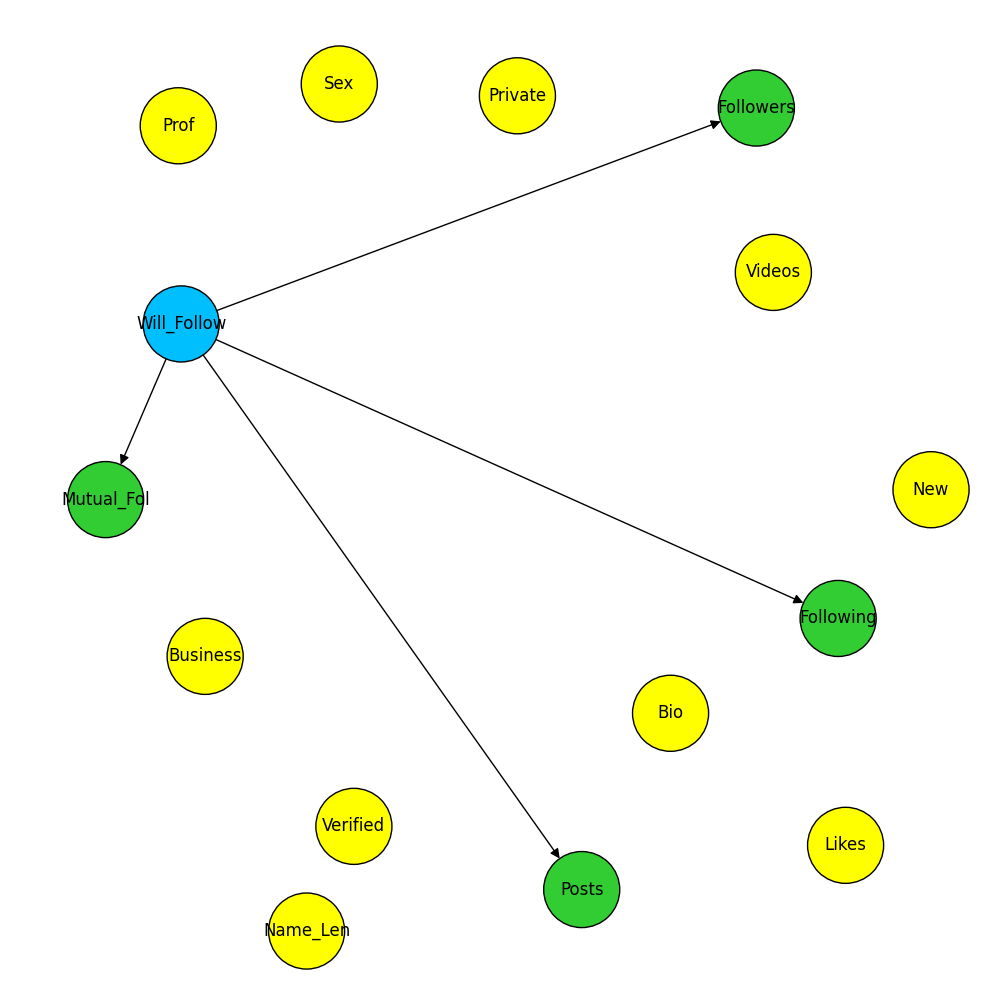 Sex
Private
Followers
Prof
Videos
Will_Follow
New
Mutual_Fol
Following
Business
Bio
Verified
Likes
Posts
Name_Len